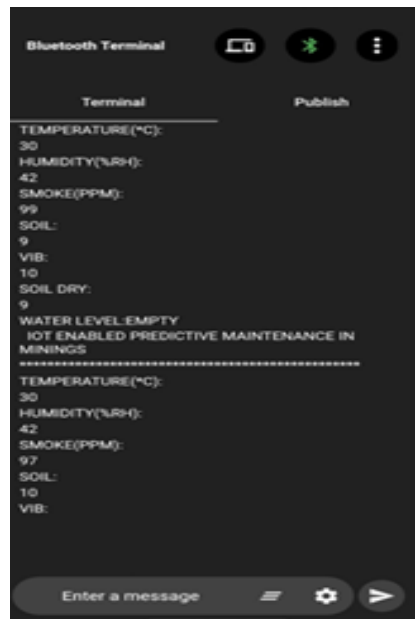 Bluetooth Terminal
Terminal
Publish
TEMPERATURE(°C):
30
HUMIDITY(%RH):
42
SMOKE(PPM):
99
SOIL:
9
VIB:
10
SOIL DRY:
9
WATER LEVEL:EMPTY
IOT ENABLED PREDICTIVE MAINTENANCE IN
MININGS
**************************************************
TEMPERATURE(°C):
30
HUMIDITY(%RH):
42
SMOKE(PPM):
97
SOIL:
10
VIB:
Enter a message